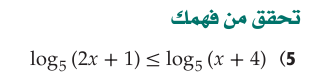 تحقق من فهمك
(5 log₅ (2x + 1) ≤ log₅ (x + 4)